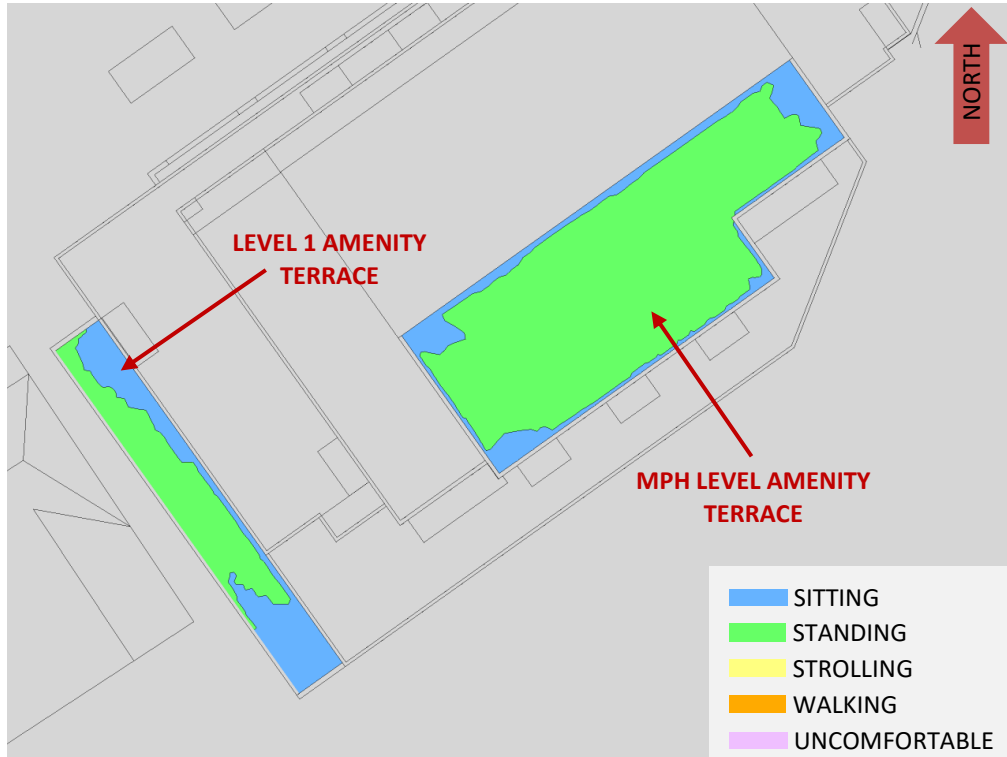 NORTH
LEVEL 1 AMENITY
TERRACE
MPH LEVEL AMENITY
TERRACE
SITTING
STANDING
STROLLING
WALKING
UNCOMFORTABLE